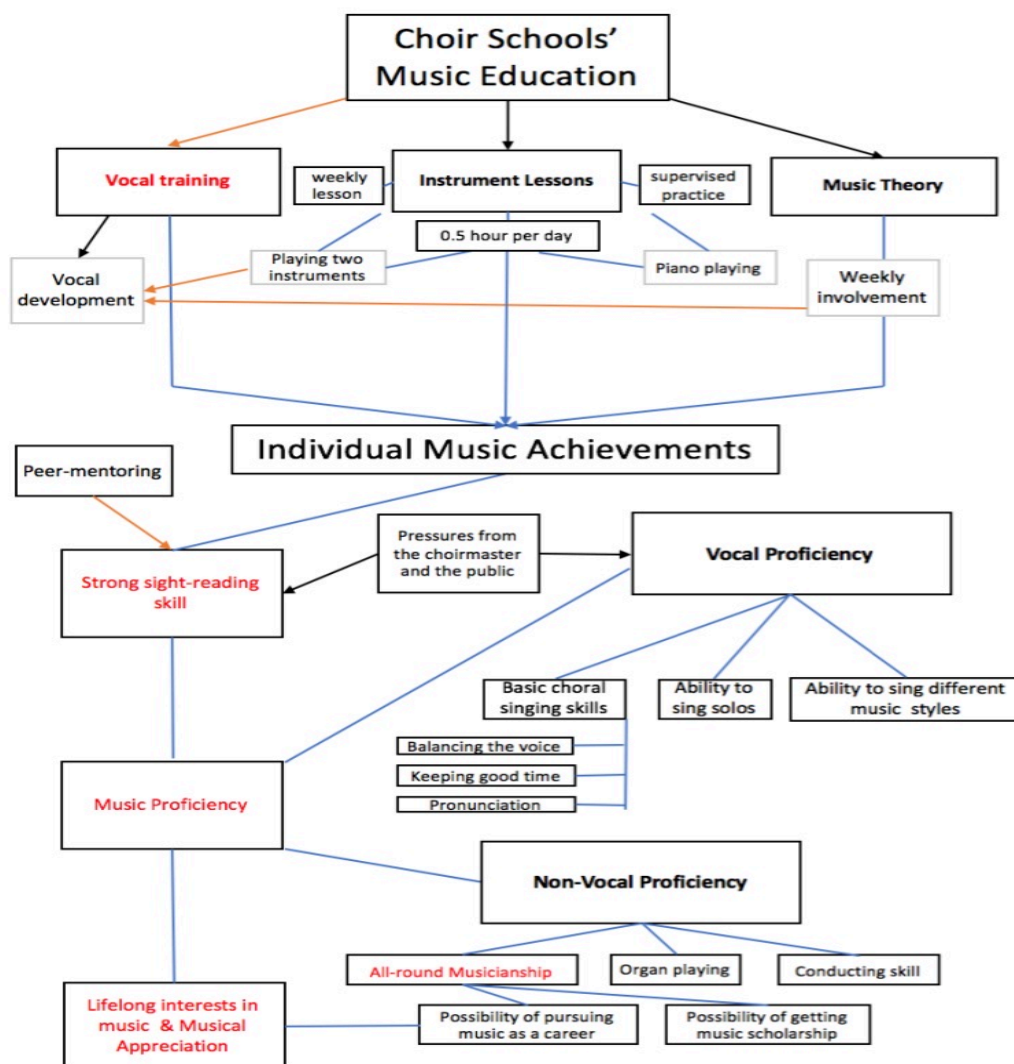 Choir Schools’
Music Education
Vocal training
weekly
lesson
Instrument Lessons
supervised
practice
Music Theory
0.5 hour per day
Vocal
development
Playing two
instruments
Piano playing
Weekly
involvement
Individual Music Achievements
Peer-mentoring
Pressures from
the choirmaster
and the public
Vocal Proficiency
Strong sight-reading
skill
Basic choral
singing skills
Ability to
sing solos
Ability to sing different
music styles
Balancing the voice
Keeping good time
Pronunciation
Music Proficiency
Non-Vocal Proficiency
All-round Musicianship
Organ playing
Conducting skill
Lifelong interests in
music & Musical
Appreciation
Possibility of pursuing
music as a career
Possibility of getting
music scholarship